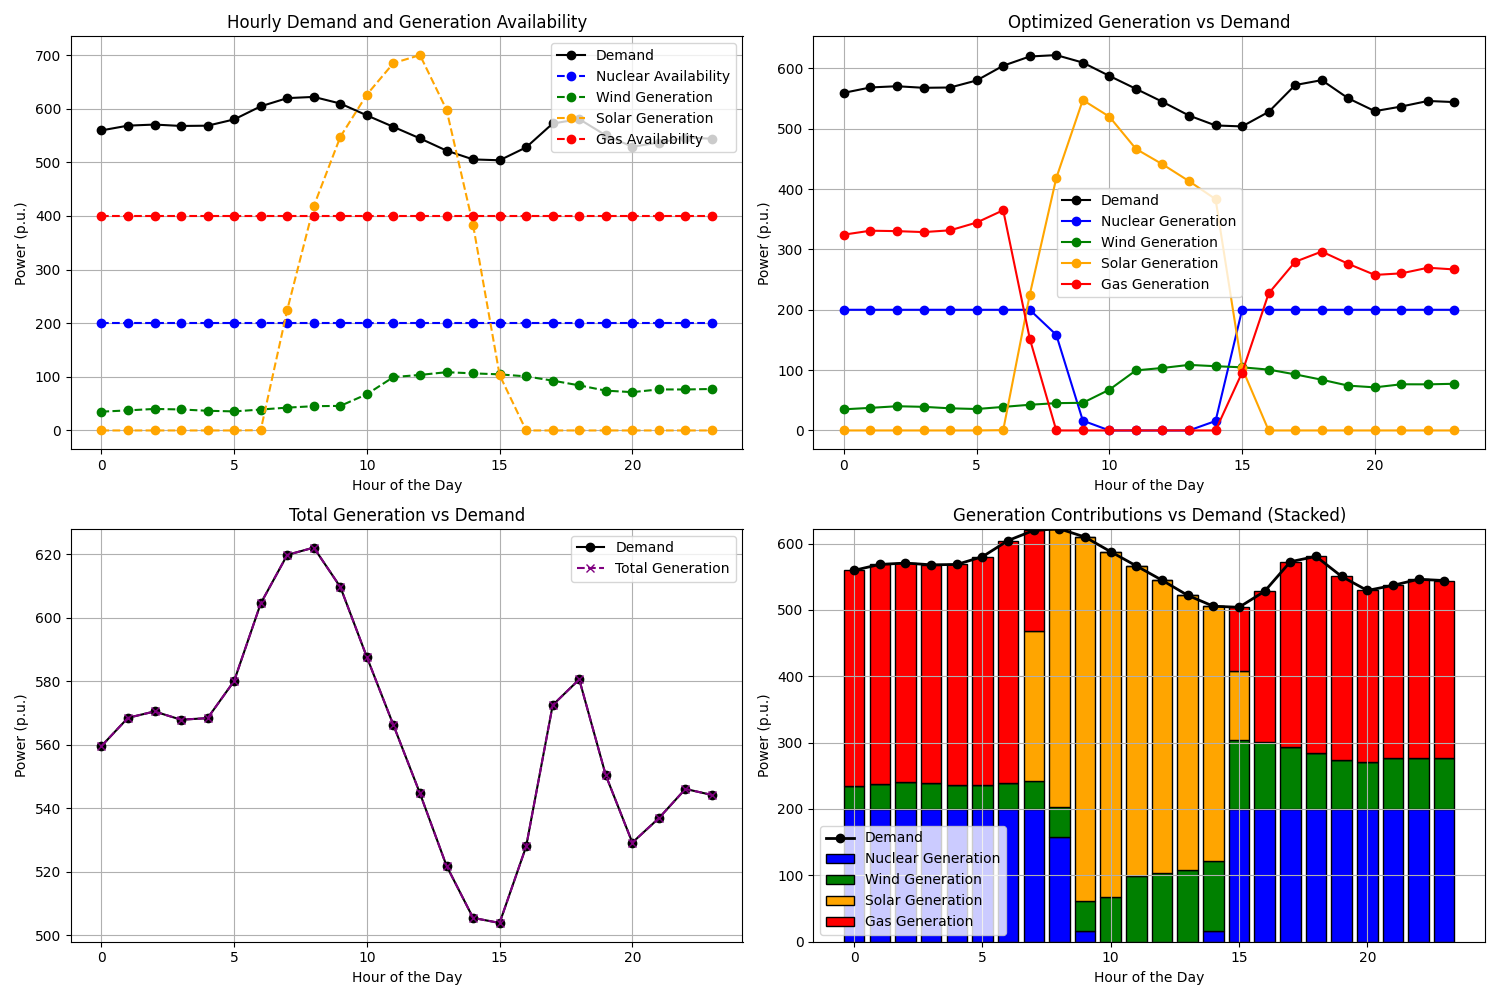 Hourly Demand and Generation Availability
Power (p.u.)
700
600
500
400
300
200
100
0
0
5
10
15
20
Hour of the Day
Demand
Nuclear Availability
Wind Generation
Solar Generation
Gas Availability
Optimized Generation vs Demand
Power (p.u.)
600
500
400
300
200
100
0
0
5
10
15
20
Hour of the Day
Demand
Nuclear Generation
Wind Generation
Solar Generation
Gas Generation
Total Generation vs Demand
Power (p.u.)
620
600
580
560
540
520
500
0
5
10
15
20
Hour of the Day
Demand
Total Generation
Generation Contributions vs Demand (Stacked)
Power (p.u.)
600
500
400
300
200
100
0
0
5
10
15
20
Hour of the Day
Demand
Nuclear Generation
Wind Generation
Solar Generation
Gas Generation